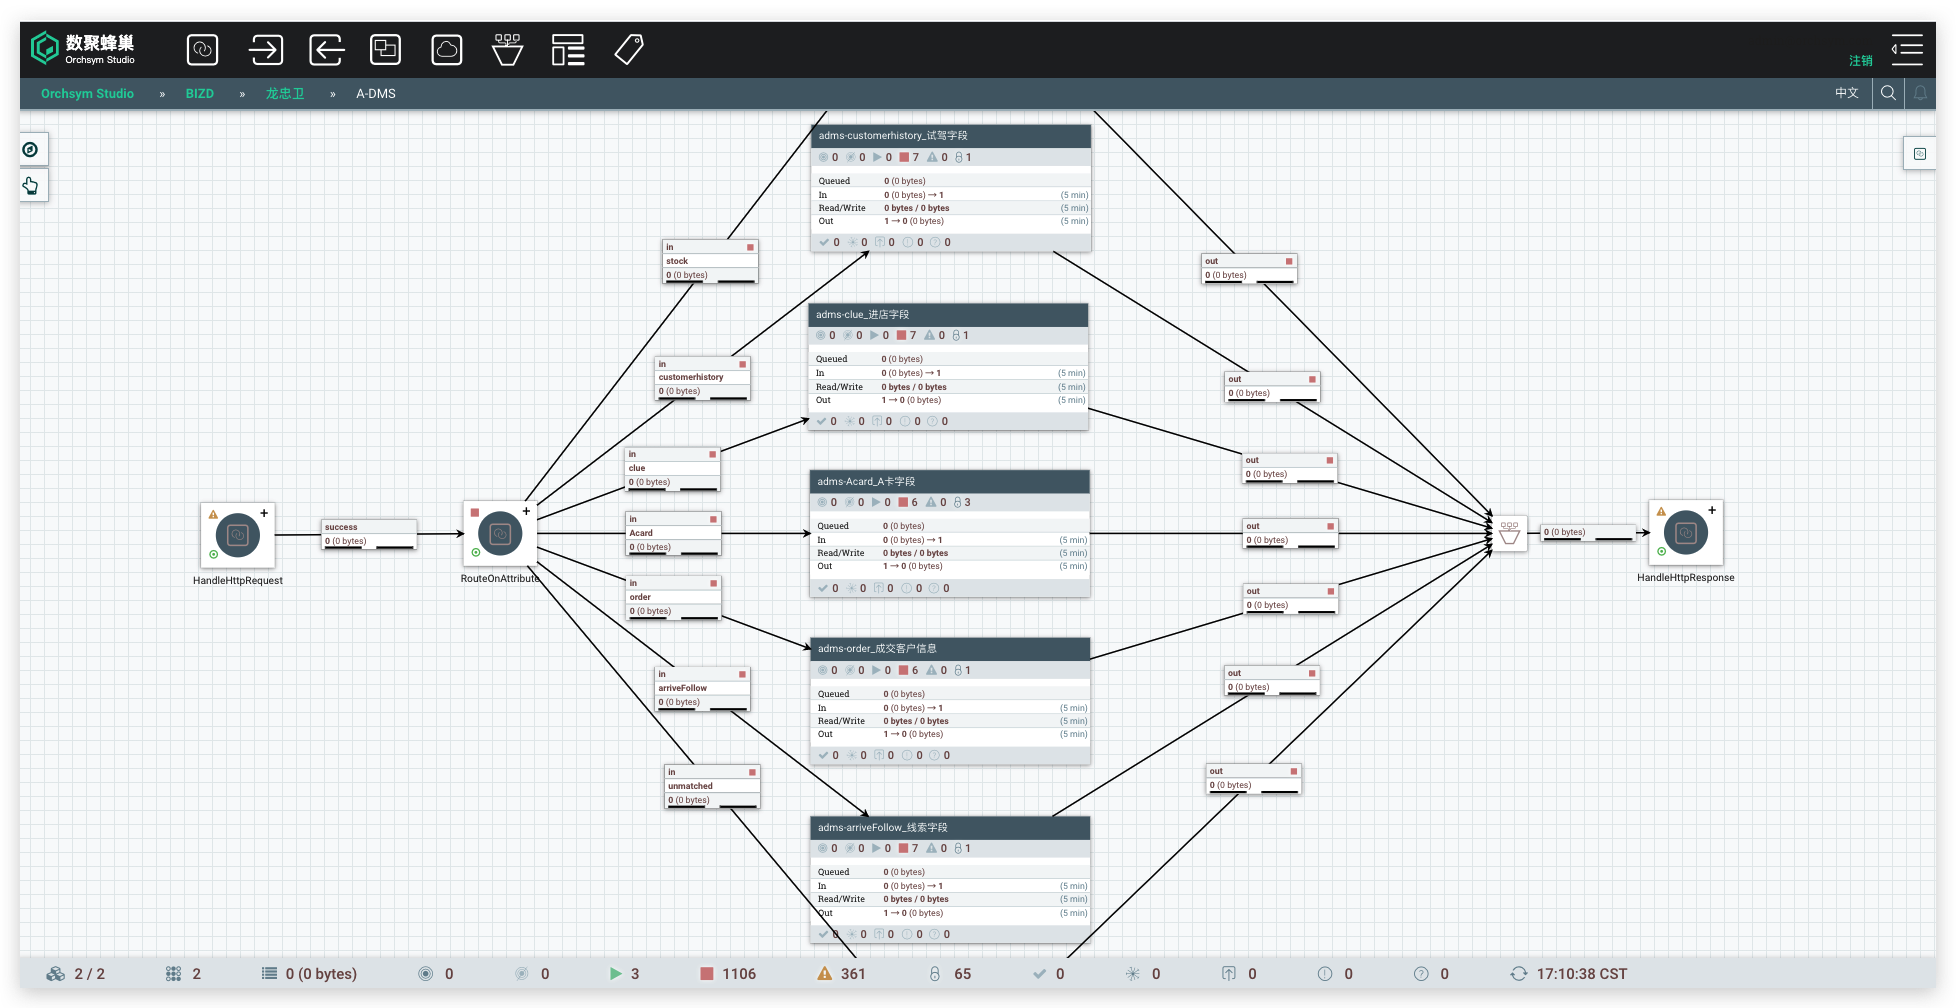 数聚蜂巢
Orchsym Studio
注销
Orchsym Studio » BIZD » 龙忠卫 » A-DMS
中文
adms-customerhistory_试驾字段
0 0 0 7 0 1
Queued 0 (0 bytes)
In 0 (0 bytes) → 1 (5 min)
Read/Write 0 bytes / 0 bytes (5 min)
Out 1 → 0 (0 bytes) (5 min)
0 0 0 0 0
in
stock
0 (0 bytes)
out
0 (0 bytes)
adms-clue_进店字段
0 0 0 7 0 1
Queued 0 (0 bytes)
In 0 (0 bytes) → 1 (5 min)
Read/Write 0 bytes / 0 bytes (5 min)
Out 1 → 0 (0 bytes) (5 min)
0 0 0 0 0
in
customerhistory
0 (0 bytes)
out
0 (0 bytes)
in
clue
0 (0 bytes)
out
0 (0 bytes)
adms-Acard_A卡字段
0 0 0 6 0 3
Queued 0 (0 bytes)
In 0 (0 bytes) → 1 (5 min)
Read/Write 0 bytes / 0 bytes (5 min)
Out 1 → 0 (0 bytes) (5 min)
0 0 0 0 0
HandleHttpRequest
success
0 (0 bytes)
RouteOnAttribute
in
Acard
0 (0 bytes)
out
0 (0 bytes)
0 (0 bytes)
HandleHttpResponse
in
order
0 (0 bytes)
out
0 (0 bytes)
adms-order_成交客户信息
0 0 0 6 0 1
Queued 0 (0 bytes)
In 0 (0 bytes) → 1 (5 min)
Read/Write 0 bytes / 0 bytes (5 min)
Out 1 → 0 (0 bytes) (5 min)
0 0 0 0 0
in
arriveFollow
0 (0 bytes)
out
0 (0 bytes)
in
unmatched
0 (0 bytes)
out
0 (0 bytes)
adms-arriveFollow_线索字段
0 0 0 7 0 1
Queued 0 (0 bytes)
In 0 (0 bytes) → 1 (5 min)
Read/Write 0 bytes / 0 bytes (5 min)
Out 1 → 0 (0 bytes) (5 min)
0 0 0 0 0
2 / 2 2 0 (0 bytes) 0 0 3 1106 361 65 0 0 0 0 0 17:10:38 CST